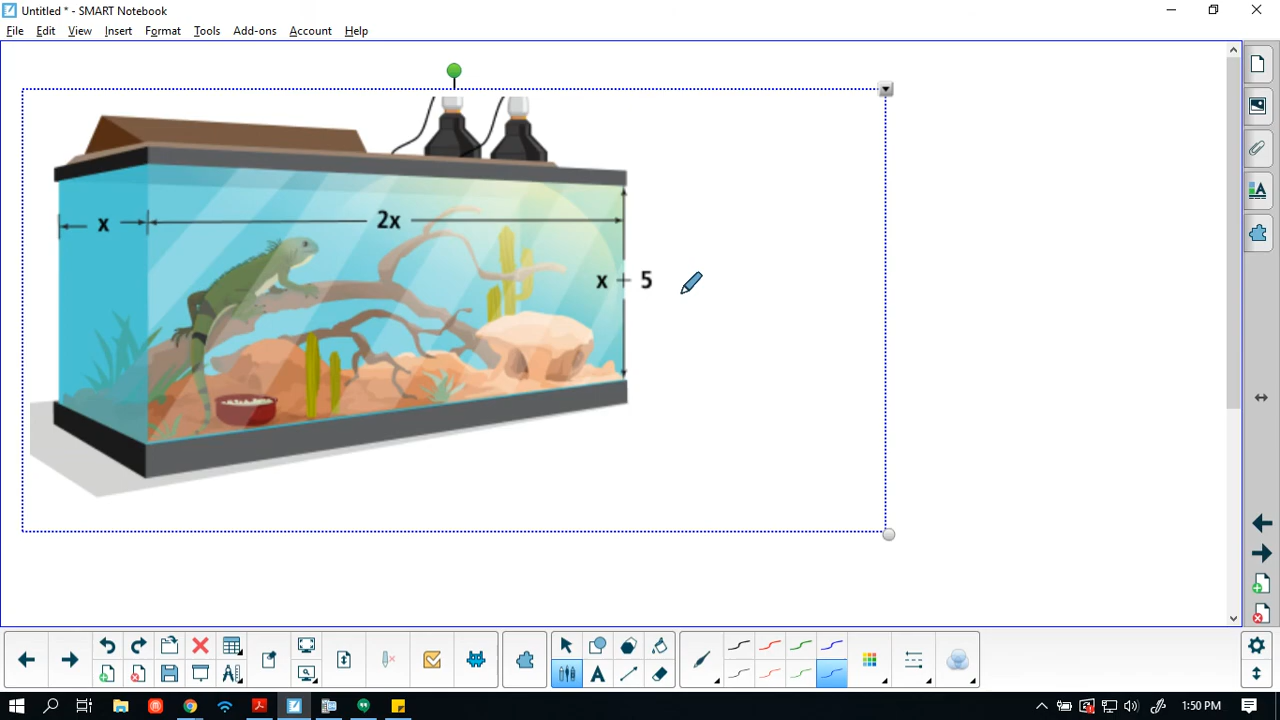 Untitled * - SMART Notebook
File Edit View Insert Format Tools Add-ons Account Help
x
2x
x + 5
A
A
1:50 PM